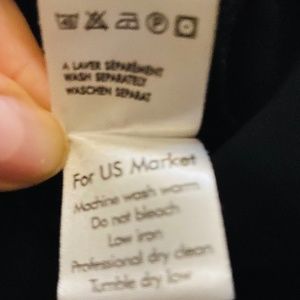 A LAVER SÉPARÉMENT
WASH SEPARATELY
WASCHEN SEPARAT
For US Market
Machine wash warm
Do not bleach
Low iron
Professional dry clean
Tumble dry low